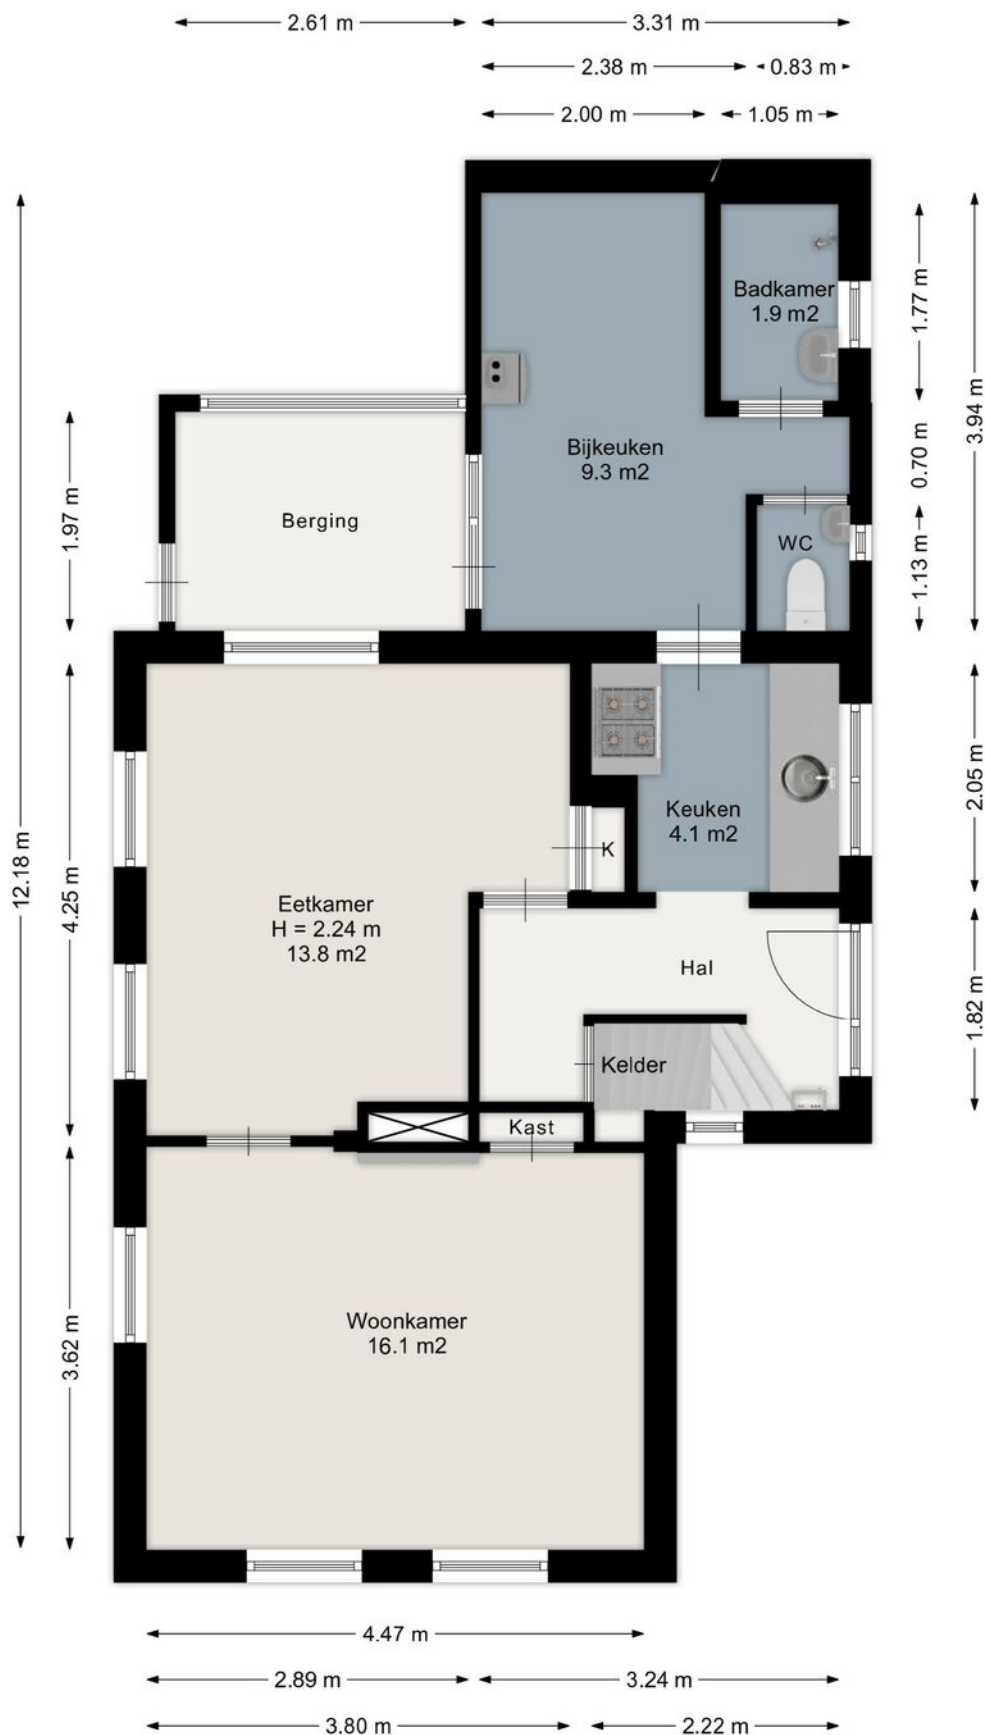 2.61 m
3.31 m
2.38 m
0.83 m
2.00 m
1.05 m
Badkamer
1.9 m2
1.77 m
3.94 m
0.70 m
Bijkeuken
9.3 m2
Berging
1.97 m
WC
1.13 m
12.18 m
4.25 m
Keuken
4.1 m2
2.05 m
K
Eetkamer
H = 2.24 m
13.8 m2
Hal
1.82 m
Kelder
Kast
Woonkamer
16.1 m2
3.62 m
4.47 m
2.89 m
3.24 m
3.80 m
2.22 m